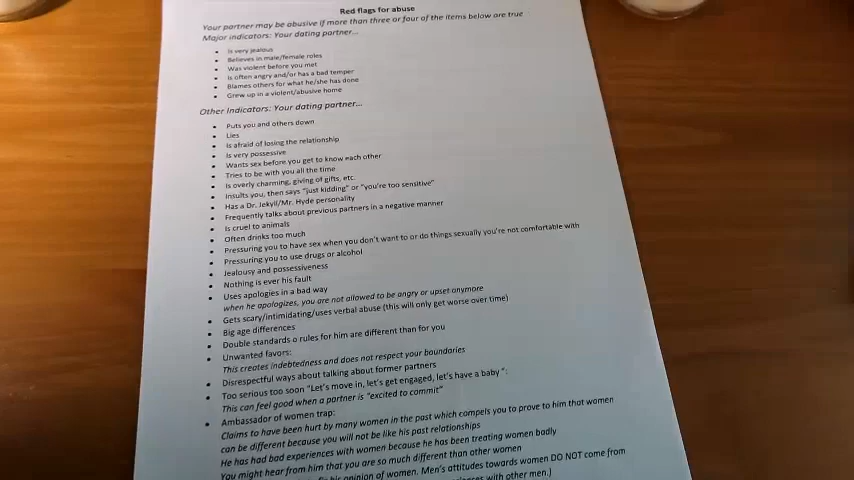 Red flags for abuse
Your partner may be abusive if more than three or four of the items below are true
Major indicators: Your dating partner...
• Is very jealous
• Believes in male/female roles
• Was violent before you met
• Is often angry and/or has a bad temper
• Blames others for what he/she has done
• Grew up in a violent/abusive home
Other Indicators: Your dating partner...
• Puts you and others down
• Lies
• Is afraid of losing the relationship
• Is very possessive
• Wants sex before you get to know each other
• Tries to be with you all the time
• Is overly charming, giving of gifts, etc.
• Insults you, then says "just kidding" or "you're too sensitive"
• Has a Dr. Jekyll/Mr. Hyde personality
• Frequently talks about previous partners in a negative manner
• Is cruel to animals
• Often drinks too much
• Pressuring you to have sex when you don't want to or do things sexually you're not comfortable with
• Pressuring you to use drugs or alcohol
• Jealousy and possessiveness
• Nothing is ever his fault
• Uses apologies in a bad way
when he apologizes, you are not allowed to be angry or upset anymore
• Gets scary/intimidating/uses verbal abuse (this will only get worse over time)
• Big age differences
• Double standards o rules for him are different than for you
• Unwanted favors:
This creates indebtedness and does not respect your boundaries
• Disrespectful ways about talking about former partners
• Too serious too soon "Let's move in, let's get engaged, let's have a baby ":
This can feel good when a partner is "excited to commit"
• Ambassador of women trap:
Claims to have been hurt by many women in the past which compels you to prove to him that women
can be different because you will not be like his past relationships
He has had bad experiences with women because he has been treating women badly
You might hear from him that you are so much different than other women
his opinion of women. Men's attitudes towards women DO NOT come from
with other men.)